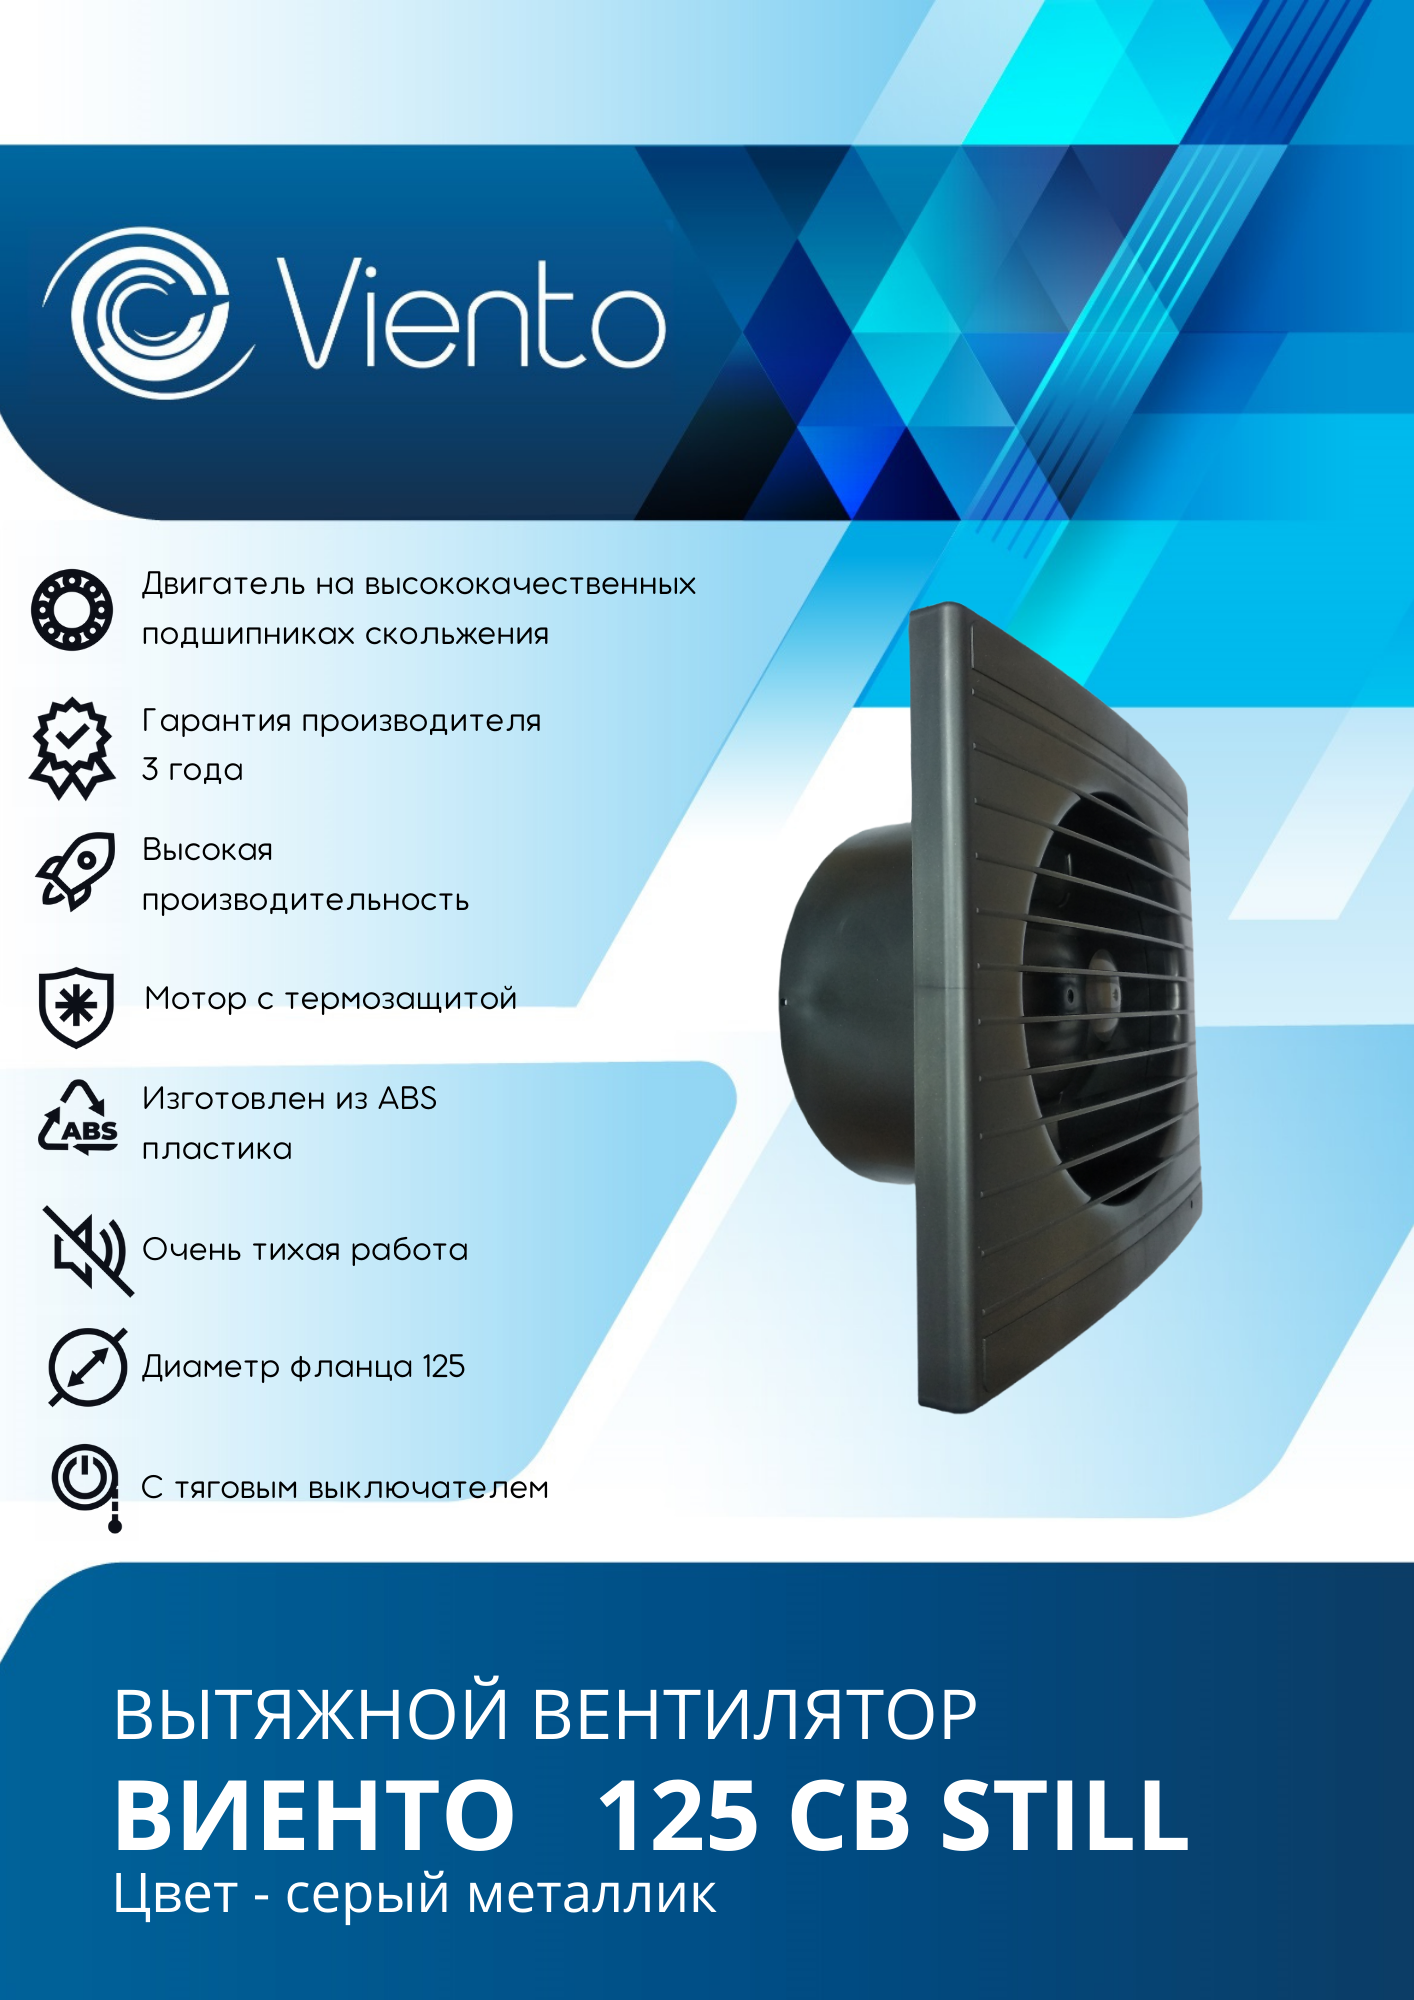 Viento
Двигатель на высококачественных
подшипниках скольжения
Гарантия производителя
3 года
Высокая
производительность
Мотор с термозащитой
Изготовлен из ABS
пластика
ABS
Очень тихая работа
Диаметр фланца 125
С тяговым выключателем
ВЫТЯЖНОЙ ВЕНТИЛЯТОР
ВИЕНТО 125 СВ STILL
Цвет - серый металлик